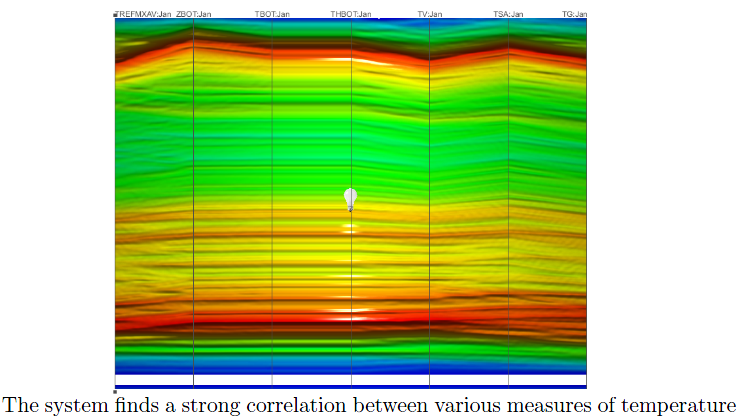 TREFMXAV:Jan ZBOT:Jan TBOT:Jan THBOT:Jan TV:Jan TSA:Jan TG:Jan
The system finds a strong correlation between various measures of temperature